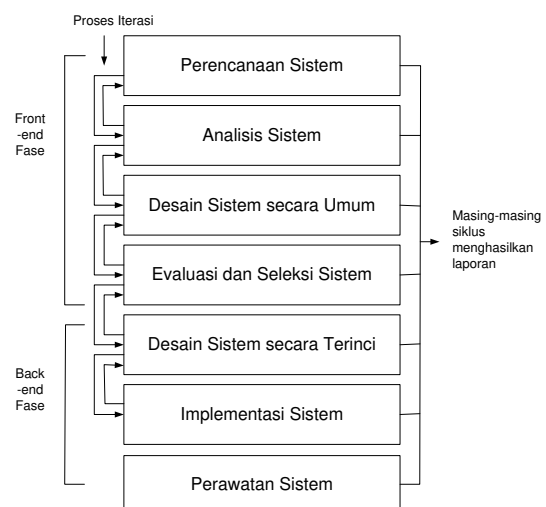 Proses Iterasi
Perencanaan Sistem
Front
-end
Fase
Analisis Sistem
Desain Sistem secara Umum
Masing-masing
siklus
menghasilkan
laporan
Evaluasi dan Seleksi Sistem
Desain Sistem secara Terinci
Back
-end
Fase
Implementasi Sistem
Perawatan Sistem